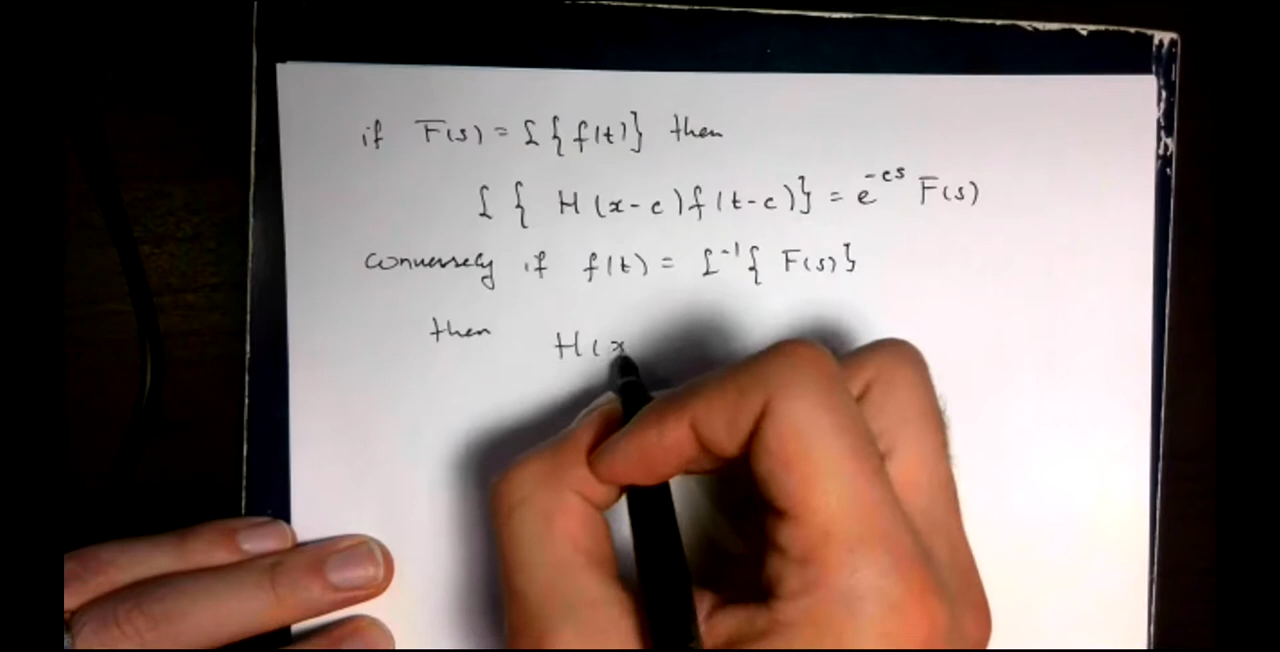 if F(s) = ℒ{f(t)} then
ℒ{ H(x-c)f(t-c)} = e^{-cs} F(s)
conversely if f(t) = ℒ^{-1}{ F(s)}
then H(x